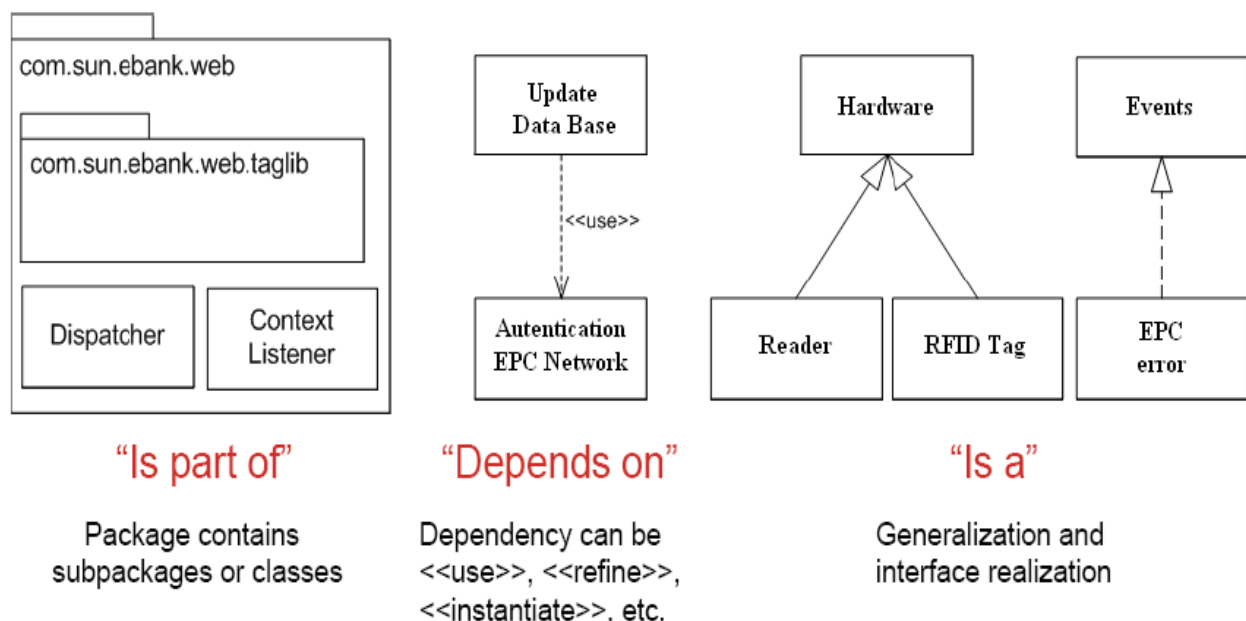 com.sun.ebank.web
com.sun.ebank.web.taglib
Dispatcher
Context
Listener
Update
Data Base
<<use>>
Autentication
EPC Network
Hardware
Reader
RFID Tag
Events
EPC
error
“Is part of”
“Depends on”
“Is a”
Package contains
subpackages or classes
Dependency can be
<<use>>, <<refine>>,
<<instantiate>>, etc.
Generalization and
interface realization